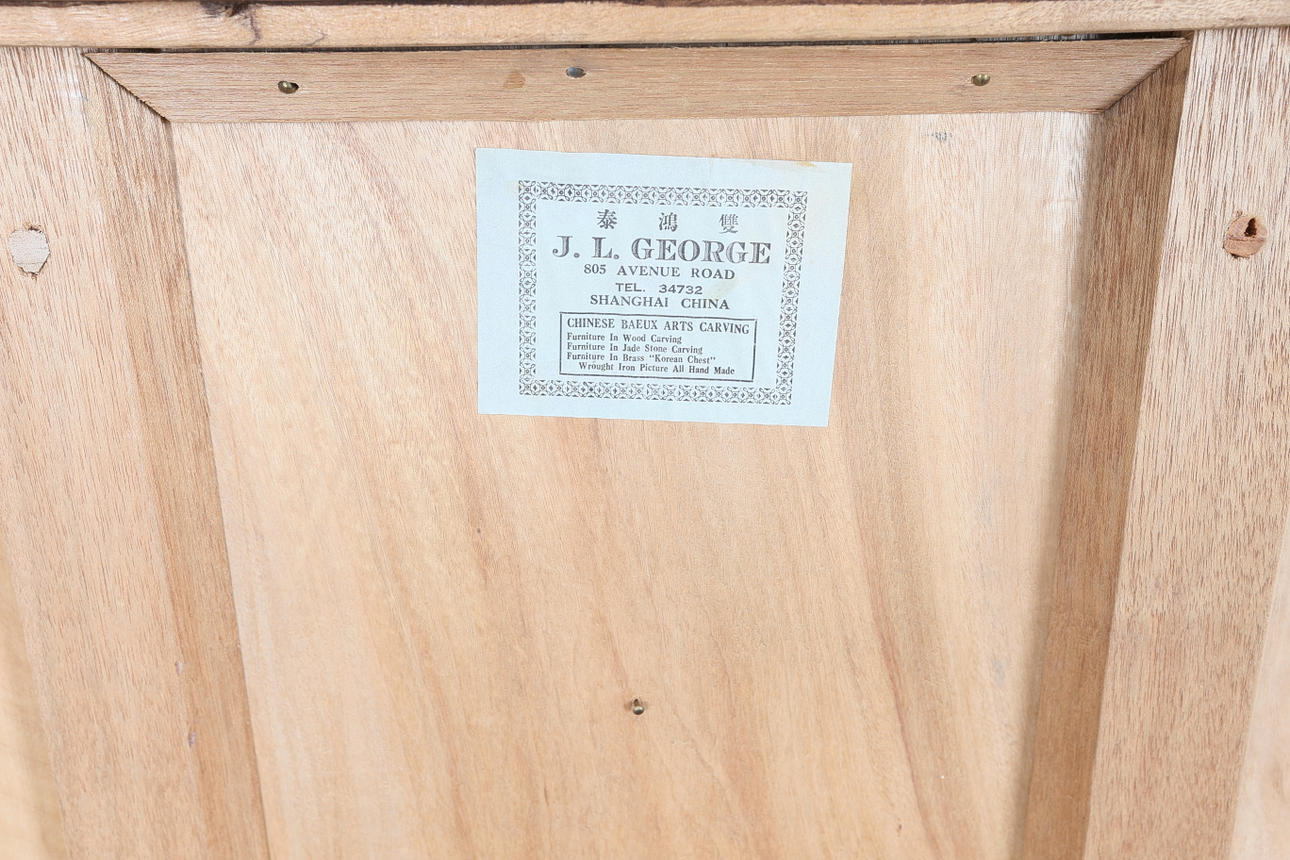 泰鴻雙
J. L. GEORGE
805 AVENUE ROAD
TEL. 34732
SHANGHAI CHINA
CHINESE BAEUX ARTS CARVING
Furniture In Wood Carving
Furniture In Jade Stone Carving
Furniture In Brass "Korean Chest"
Wrought Iron Picture All Hand Made